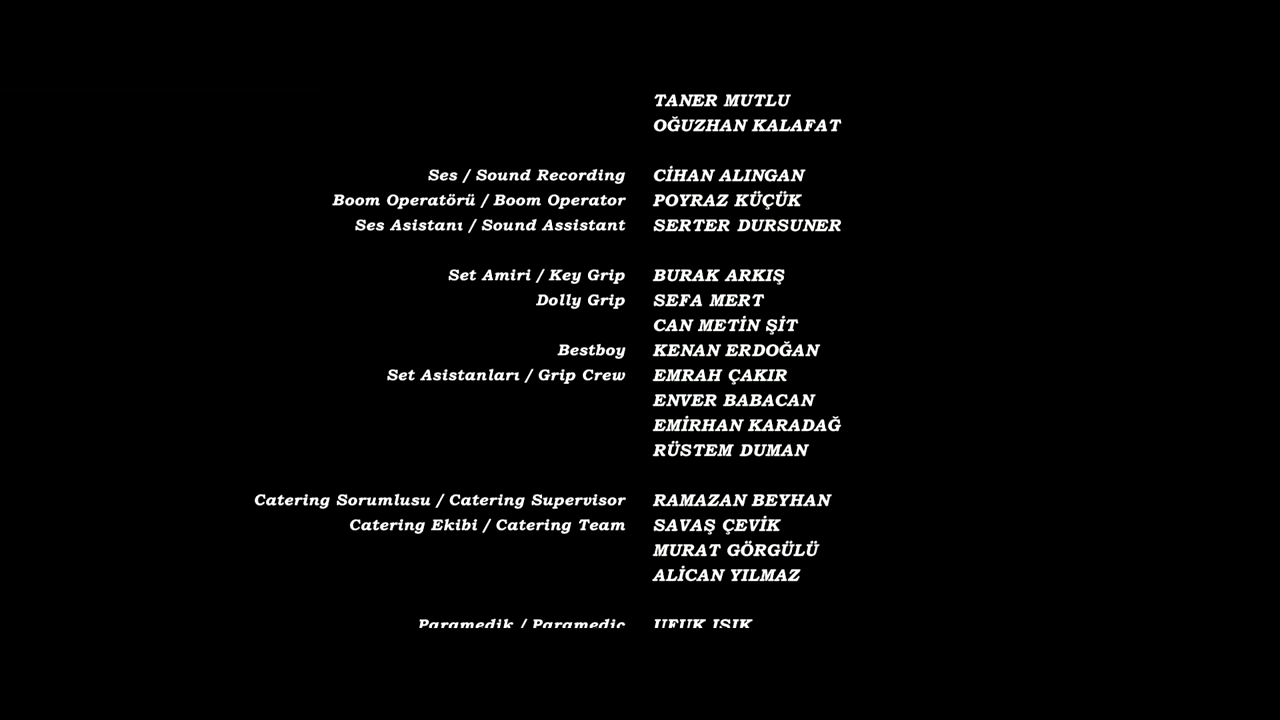 TANER MUTLU
OĞUZHAN KALAFAT
Ses / Sound Recording CİHAN ALINGAN
Boom Operatörü / Boom Operator POYRAZ KÜÇÜK
Ses Asistanı / Sound Assistant SERTER DURSUNER
Set Amiri / Key Grip BURAK ARKIŞ
Dolly Grip SEFA MERT
CAN METİN ŞİT
Bestboy KENAN ERDOĞAN
Set Asistanları / Grip Crew EMRAH ÇAKIR
ENVER BABACAN
EMİRHAN KARADAĞ
RÜSTEM DUMAN
Catering Sorumlusu / Catering Supervisor RAMAZAN BEYHAN
Catering Ekibi / Catering Team SAVAŞ ÇEVİK
MURAT GÖRGÜLÜ
ALİCAN YILMAZ
Paramedik / Paramedic UFUK